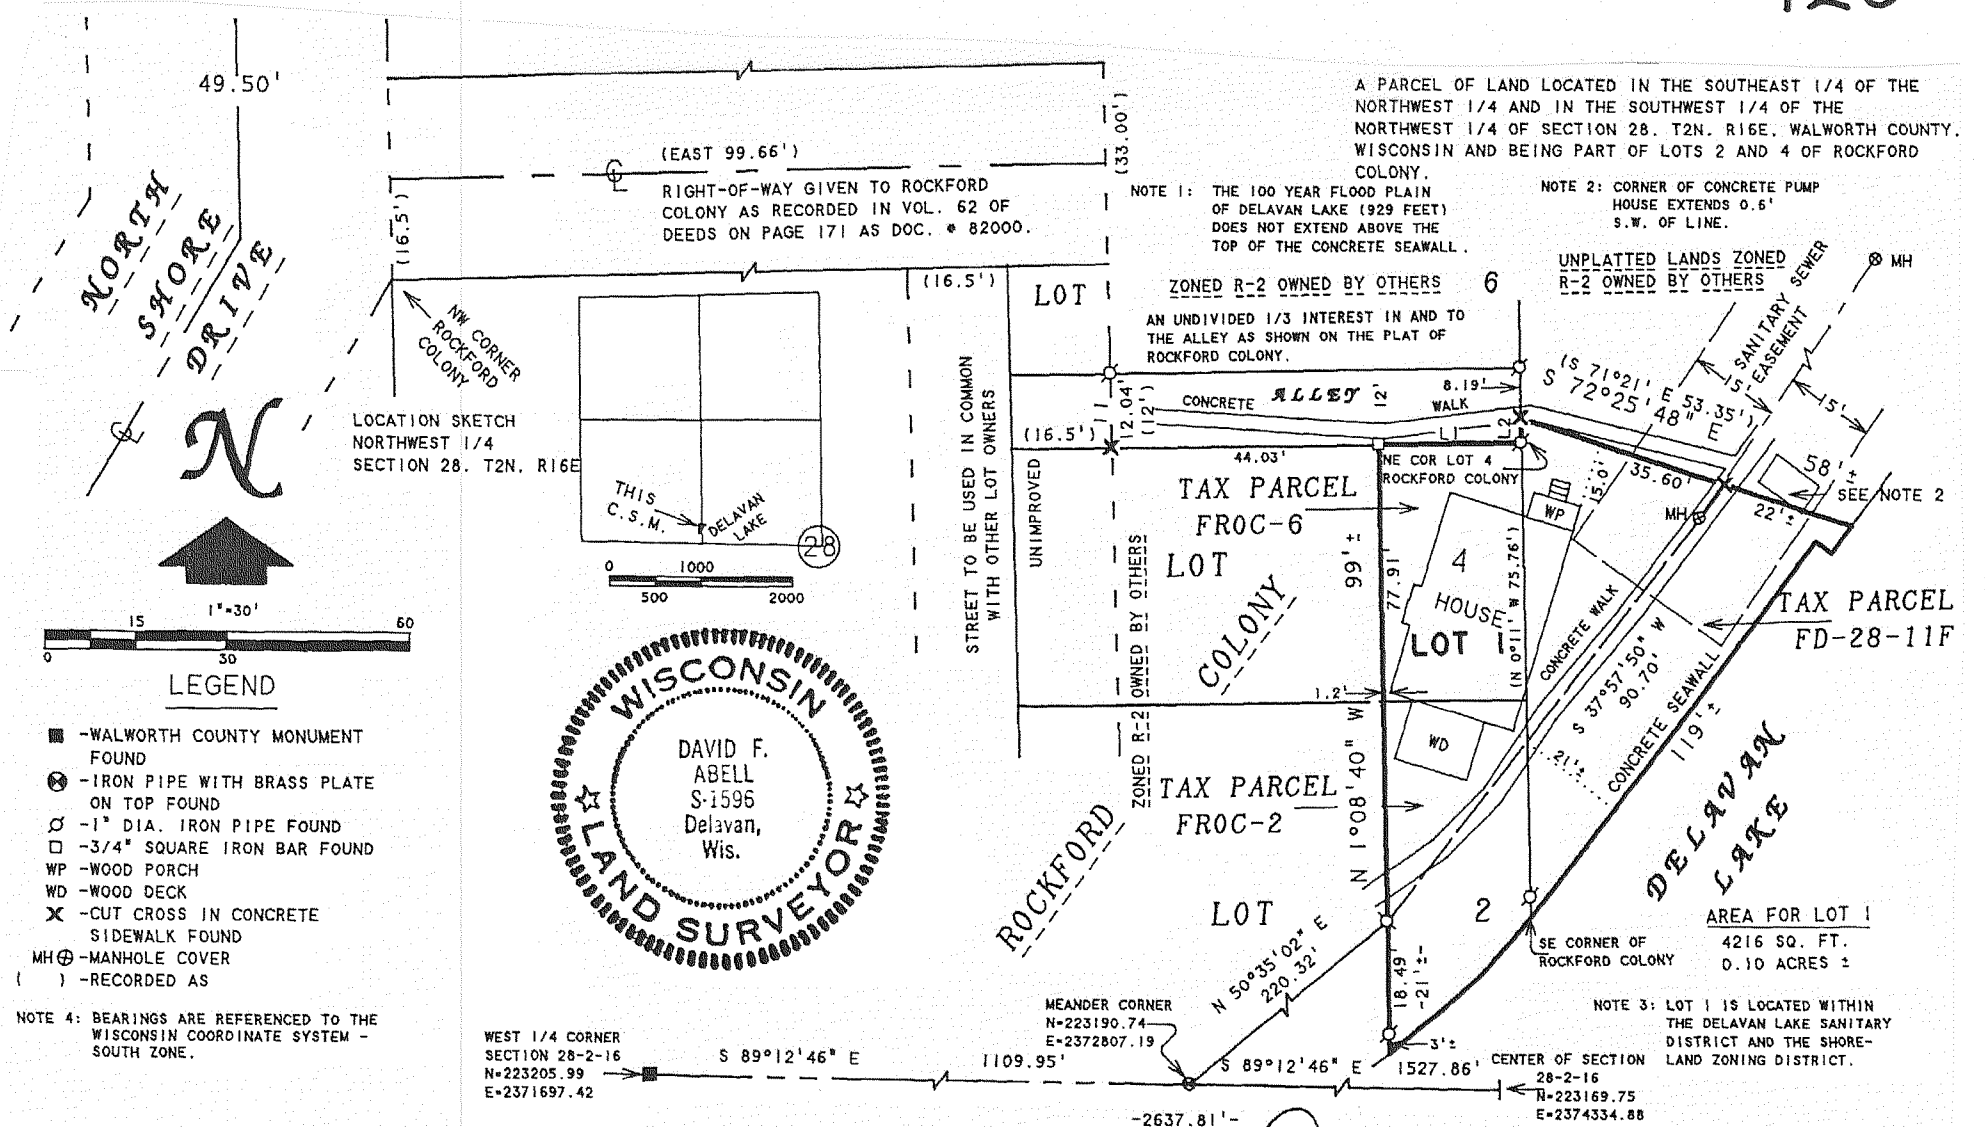 49.50'
NORTH
SHORE
DRIVE
(EAST 99.66')
RIGHT-OF-WAY GIVEN TO ROCKFORD
COLONY AS RECORDED IN VOL. 62 OF
DEEDS ON PAGE 171 AS DOC. # 82000.
(33.00')
(16.5')
A PARCEL OF LAND LOCATED IN THE SOUTHEAST 1/4 OF THE
NORTHWEST 1/4 AND IN THE SOUTHWEST 1/4 OF THE
NORTHWEST 1/4 OF SECTION 28. T2N. R16E. WALWORTH COUNTY.
WISCONSIN AND BEING PART OF LOTS 2 AND 4 OF ROCKFORD
COLONY.
NOTE 1: THE 100 YEAR FLOOD PLAIN
OF DELAVAN LAKE (929 FEET)
DOES NOT EXTEND ABOVE THE
TOP OF THE CONCRETE SEAWALL.
NOTE 2: CORNER OF CONCRETE PUMP
HOUSE EXTENDS 0.6'
S.W. OF LINE.
UNPLATTED LANDS ZONED
R-2 OWNED BY OTHERS
MH
SANITARY SEWER
EASEMENT
15'
15'
(16.5')
LOT
ZONED R-2 OWNED BY OTHERS 6
AN UNDIVIDED 1/3 INTEREST IN AND TO
THE ALLEY AS SHOWN ON THE PLAT OF
ROCKFORD COLONY.
NW CORNER
ROCKFORD
COLONY
N
LOCATION SKETCH
NORTHWEST 1/4
SECTION 28. T2N. R16E
THIS
C.S.M.
DELAVAN
LAKE
28
0 1000
500 2000
1"=30'
15 60
0 30
STREET TO BE USED IN COMMON
WITH OTHER LOT OWNERS
UNIMPROVED
(16.5')
12.04'
(12')
CONCRETE ALLEY 12' WALK
8.19'
L1
L2
(S 71°21' E 53.35')
S 72°25'48" E
35.60'
58'±
SEE NOTE 2
22'±
44.03'
NE COR LOT 4
ROCKFORD COLONY
15.0'
TAX PARCEL
FROC-6
LOT
WP
MH
4
HOUSE
LOT 1
99'±
77.91'
(N 0°11' W 75.76')
TAX PARCEL
FD-28-11F
ZONED R-2 OWNED BY OTHERS
COLONY
ROCKFORD
1.2'
WD
CONCRETE WALK
S 37°57'50" W
90.70'
CONCRETE SEAWALL
119'±
21'±
DELAVAN
LAKE
N 1°08'40" W
TAX PARCEL
FROC-2
LOT
2
SE CORNER OF
ROCKFORD COLONY
AREA FOR LOT 1
4216 SQ. FT.
0.10 ACRES ±
NOTE 3: LOT 1 IS LOCATED WITHIN
THE DELAVAN LAKE SANITARY
DISTRICT AND THE SHORE-
LAND ZONING DISTRICT.
LEGEND
-WALWORTH COUNTY MONUMENT
FOUND
-IRON PIPE WITH BRASS PLATE
ON TOP FOUND
-1" DIA. IRON PIPE FOUND
-3/4" SQUARE IRON BAR FOUND
WP -WOOD PORCH
WD -WOOD DECK
X -CUT CROSS IN CONCRETE
SIDEWALK FOUND
MH -MANHOLE COVER
( ) -RECORDED AS
NOTE 4: BEARINGS ARE REFERENCED TO THE
WISCONSIN COORDINATE SYSTEM -
SOUTH ZONE.
WISCONSIN
DAVID F.
ABELL
S-1596
Delavan,
Wis.
LAND SURVEYOR
N 50°35'02" E
220.32'
18.49'
-21'±-
3'±
MEANDER CORNER
N=223190.74
E=2372807.19
WEST 1/4 CORNER
SECTION 28-2-16
N=223205.99
E=2371697.42
S 89°12'46" E 1109.95'
S 89°12'46" E 1527.86'
CENTER OF SECTION
28-2-16
N=223169.75
E=2374334.88
-2637.81'-